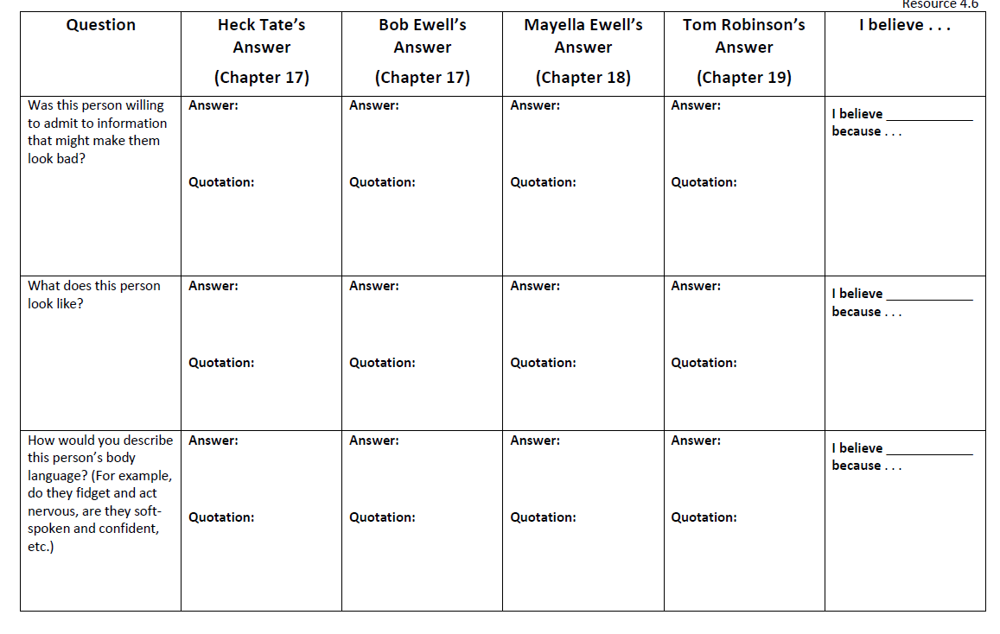 Resource 4.6
Question
Heck Tate’s
Answer
(Chapter 17)
Bob Ewell’s
Answer
(Chapter 17)
Mayella Ewell’s
Answer
(Chapter 18)
Tom Robinson’s
Answer
(Chapter 19)
I believe . . .
Was this person willing
to admit to information
that might make them
look bad?
Answer:
Quotation:
Answer:
Quotation:
Answer:
Quotation:
Answer:
Quotation:
I believe _____________
because . . .
What does this person
look like?
Answer:
Quotation:
Answer:
Quotation:
Answer:
Quotation:
Answer:
Quotation:
I believe _____________
because . . .
How would you describe
this person’s body
language? (For example,
do they fidget and act
nervous, are they soft-
spoken and confident,
etc.)
Answer:
Quotation:
Answer:
Quotation:
Answer:
Quotation:
Answer:
Quotation:
I believe _____________
because . . .